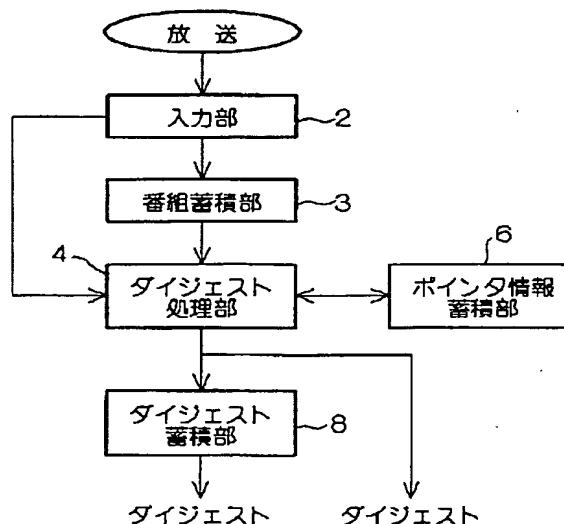 放 送
入力部
2
番組蓄積部
3
4
ダイジェスト
処理部
6
ポインタ情報
蓄積部
ダイジェスト
蓄積部
8
ダイジェスト
ダイジェスト